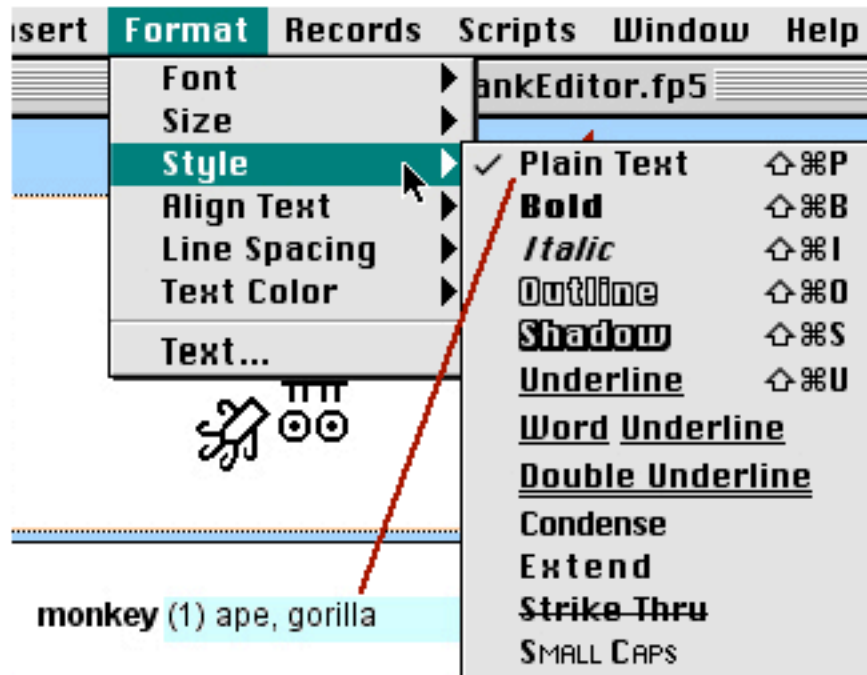 nsert Format Records Scripts Window Help
ankEditor.fp5
Font
Size
Style
Align Text
Line Spacing
Text Color
Text...
✓ Plain Text ⇧⌘P
Bold ⇧⌘B
Italic ⇧⌘I
Outline ⇧⌘O
Shadow ⇧⌘S
Underline ⇧⌘U
Word Underline
Double Underline
Condense
Extend
Strike Thru
SMALL CAPS
monkey (1) ape, gorilla